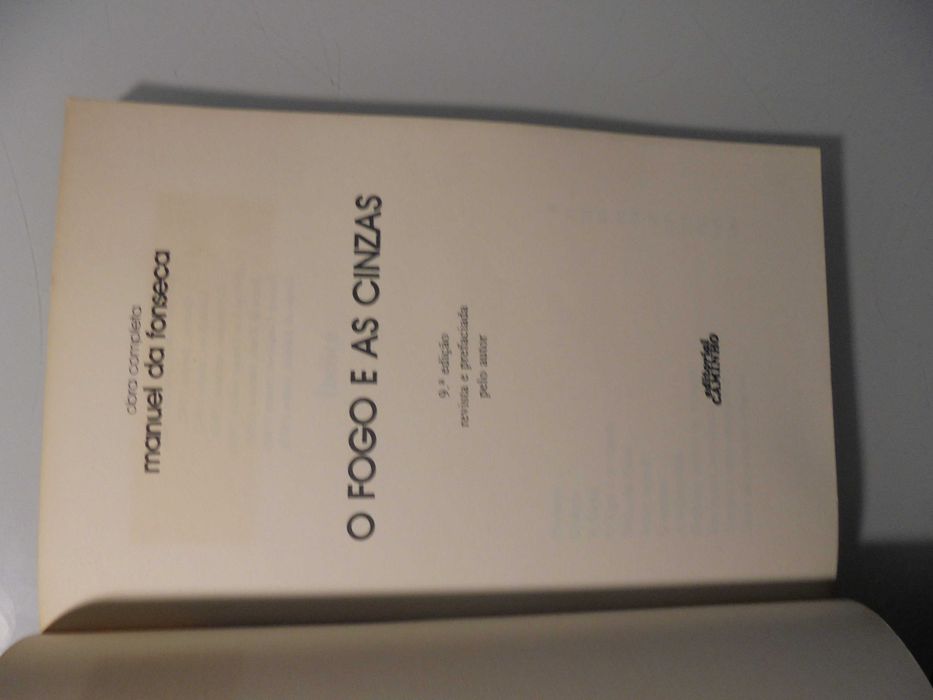 obra completa
manuel da fonseca
O FOGO E AS CINZAS
9.ª edição
revista e prefaciada
pelo autor
editorial
CAMINHO